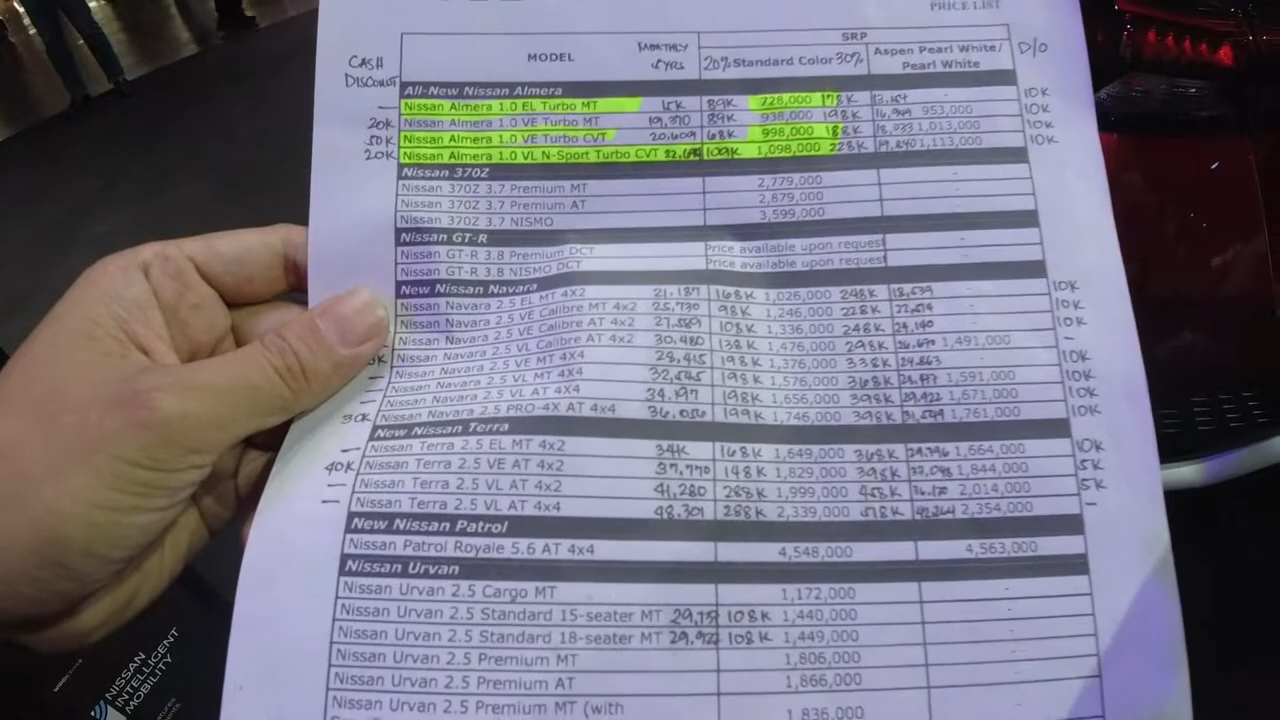 PRICE LIST
SRP
CASH DISCOUNT MODEL MONTHLY 5YRS 20% Standard Color 30% Aspen Pearl White/ Pearl White D/O
All-New Nissan Almera
— Nissan Almera 1.0 EL Turbo MT 15K 89K 728,000 178K 13,164 10K
20K Nissan Almera 1.0 VE Turbo MT 19,370 89K 938,000 198K 16,949 953,000 10K
50K Nissan Almera 1.0 VE Turbo CVT 20,609 68K 998,000 188K 18,033 1,013,000 10K
20K Nissan Almera 1.0 VL N-Sport Turbo CVT 109K 1,098,000 228K 19,840 1,113,000 10K
Nissan 370Z
Nissan 370Z 3.7 Premium MT 2,779,000 -
Nissan 370Z 3.7 Premium AT 2,879,000 -
Nissan 370Z 3.7 NISMO 3,599,000 -
Nissan GT-R
Nissan GT-R 3.8 Premium DCT Price available upon request -
Nissan GT-R 3.8 NISMO DCT Price available upon request -
New Nissan Navara
Nissan Navara 2.5 EL MT 4X2 21,187 168K 1,026,000 248K 18,539 10K
Nissan Navara 2.5 VE Calibre MT 4x2 25,730 98K 1,246,000 228K 22,514 10K
Nissan Navara 2.5 VE Calibre AT 4x2 27,589 108K 1,336,000 248K 24,140 10K
Nissan Navara 2.5 VL Calibre AT 4x2 30,480 138K 1,476,000 298K 26,670 1,491,000 -
Nissan Navara 2.5 VE MT 4X4 28,415 198K 1,376,000 338K 24,863 10K
— Nissan Navara 2.5 VL MT 4X4 32,545 198K 1,576,000 368K 1,591,000 10K
— Nissan Navara 2.5 VL AT 4X4 34,197 198K 1,656,000 398K 29,922 1,671,000 10K
30K Nissan Navara 2.5 PRO-4X AT 4x4 36,056 199K 1,746,000 398K 31,549 1,761,000 10K
New Nissan Terra
— Nissan Terra 2.5 EL MT 4x2 34K 168K 1,649,000 368K 29,796 1,664,000 10K
40K Nissan Terra 2.5 VE AT 4x2 37,770 148K 1,829,000 398K 1,844,000 5K
— Nissan Terra 2.5 VL AT 4x2 41,280 288K 1,999,000 458K 2,014,000 5K
— Nissan Terra 2.5 VL AT 4x4 48,301 288K 2,339,000 518K 42,264 2,354,000 -
New Nissan Patrol
Nissan Patrol Royale 5.6 AT 4x4 4,548,000 4,563,000
Nissan Urvan
Nissan Urvan 2.5 Cargo MT 1,172,000 -
Nissan Urvan 2.5 Standard 15-seater MT 108K 1,440,000 -
Nissan Urvan 2.5 Standard 18-seater MT 108K 1,449,000 -
Nissan Urvan 2.5 Premium MT 1,806,000 -
Nissan Urvan 2.5 Premium AT 1,866,000 -
Nissan Urvan 2.5 Premium MT (with 1,836,000 -
NISSAN
INTELLIGENT
MOBILITY